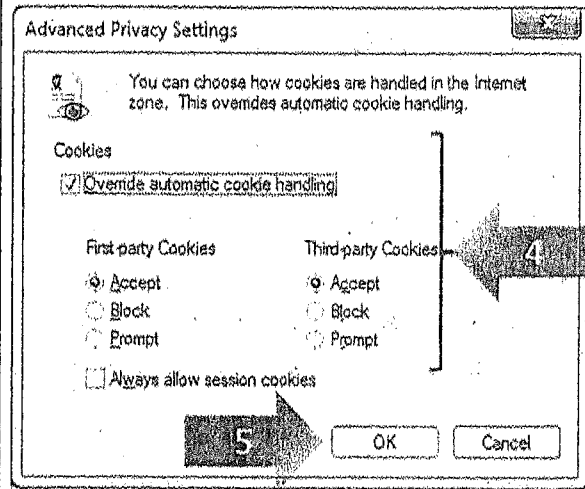 Advanced Privacy Settings
You can choose how cookies are handled in the Internet
zone. This overrides automatic cookie handling.
Cookies
Override automatic cookie handling
First-party Cookies Third-party Cookies
4
Accept Accept
Block Block
Prompt Prompt
Always allow session cookies
5
OK Cancel